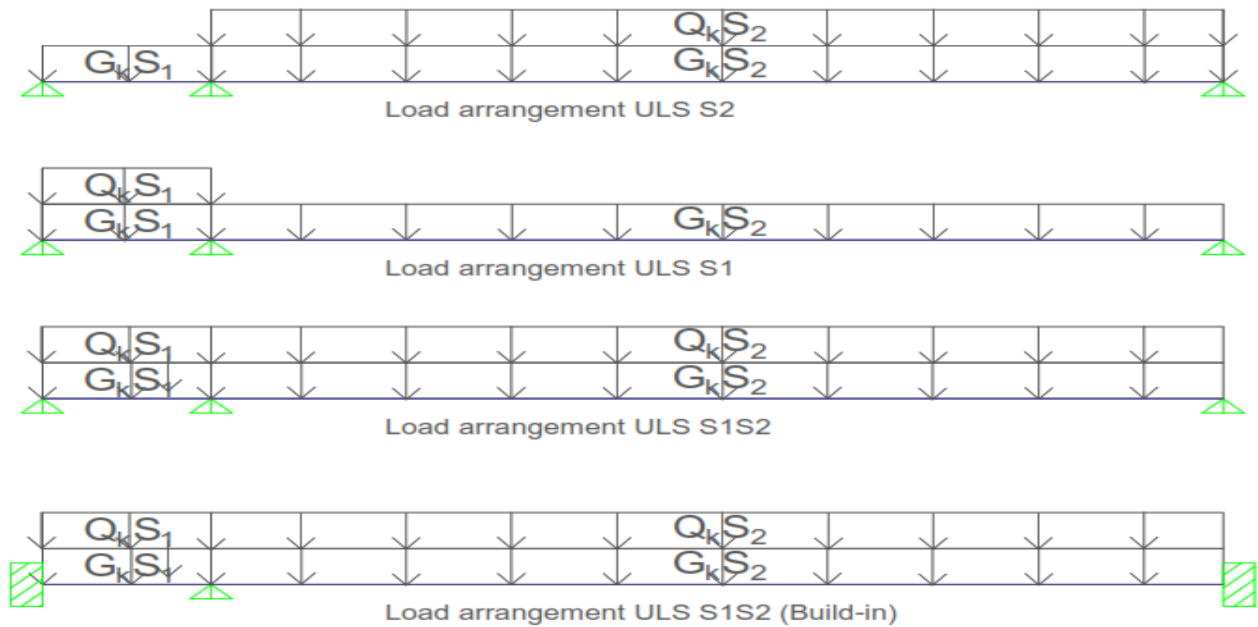 QkS2
GkS1 GkS2
Load arrangement ULS S2
QkS1
GkS1 GkS2
Load arrangement ULS S1
QkS1 QkS2
GkS1 GkS2
Load arrangement ULS S1S2
QkS1 QkS2
GkS1 GkS2
Load arrangement ULS S1S2 (Build-in)